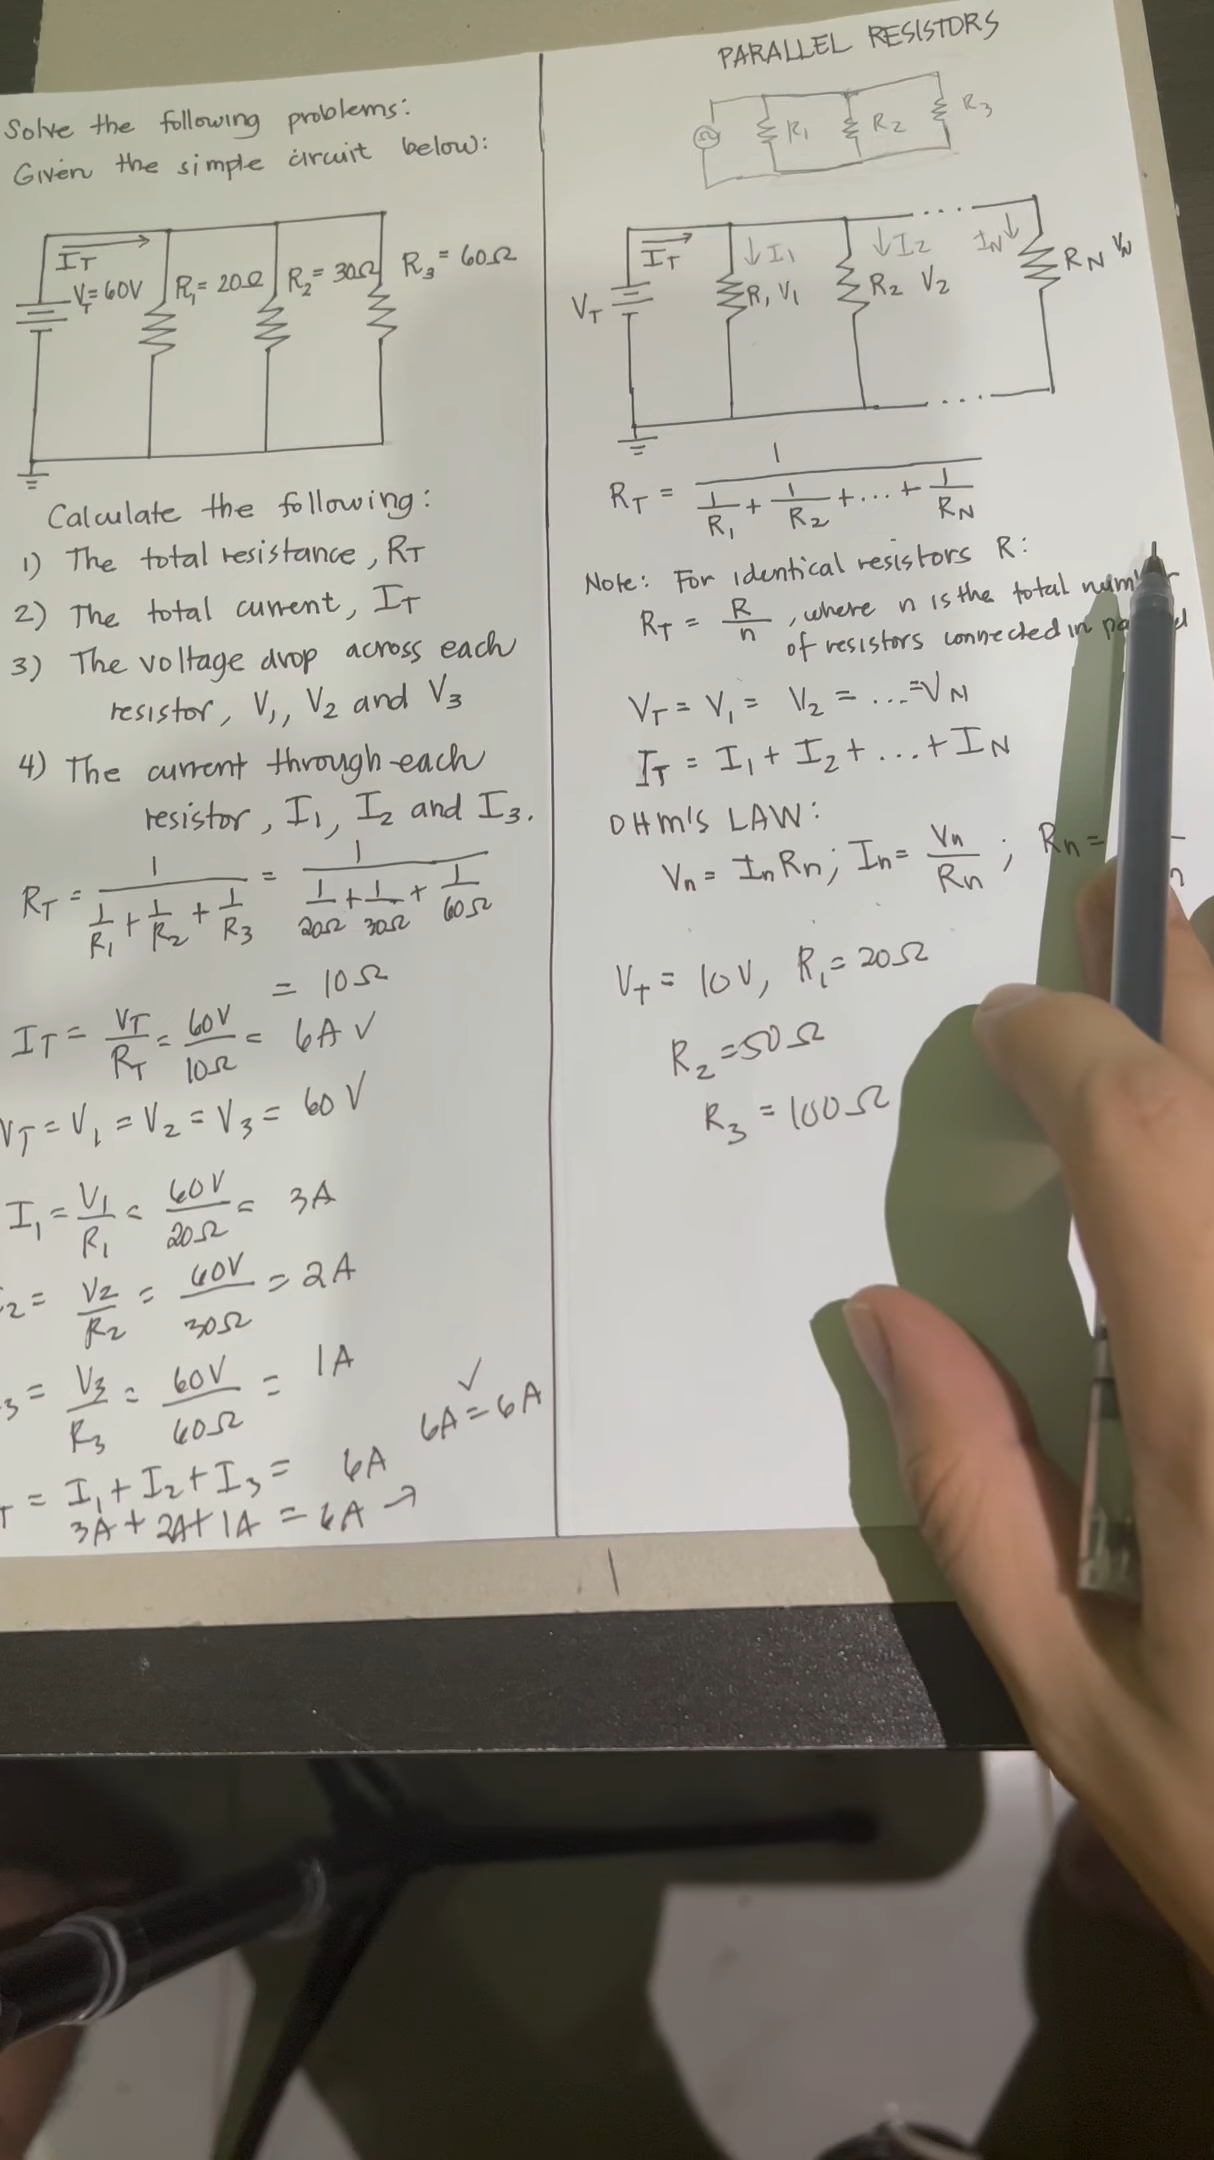 Solve the following problems:
Given the simple circuit below:
IT
VT=60V
R1=20Ω
R2=30Ω
R3=60Ω
Calculate the following:
1) The total resistance, RT
2) The total current, IT
3) The voltage drop across each
resistor, V1, V2 and V3
4) The current through each
resistor, I1, I2 and I3.
RT = 1/(1/R1 + 1/R2 + 1/R3) = 1/(1/20Ω + 1/30Ω + 1/60Ω)
= 10Ω
IT = VT/RT = 60V/10Ω = 6A ✓
VT = V1 = V2 = V3 = 60V
I1 = V1/R1 = 60V/20Ω = 3A
2 = V2/R2 = 60V/30Ω = 2A
3 = V3/R3 = 60V/60Ω = 1A
✓
6A = 6A
T = I1 + I2 + I3 = 6A
3A + 2A + 1A = 6A →
PARALLEL RESISTORS
R1 R2 R3
IT ↓I1 ↓I2 IN↓
VT R1 V1 R2 V2 RN VN
RT = 1/(1/R1 + 1/R2 + ... + 1/RN)
Note: For identical resistors R:
RT = R/n, where n is the total
of resistors connected in
VT = V1 = V2 = ... = VN
IT = I1 + I2 + ... + IN
OHM'S LAW:
Vn = InRn; In = Vn/Rn; Rn =
VT = 10V, R1 = 20Ω
R2 = 50Ω
R3 = 100Ω